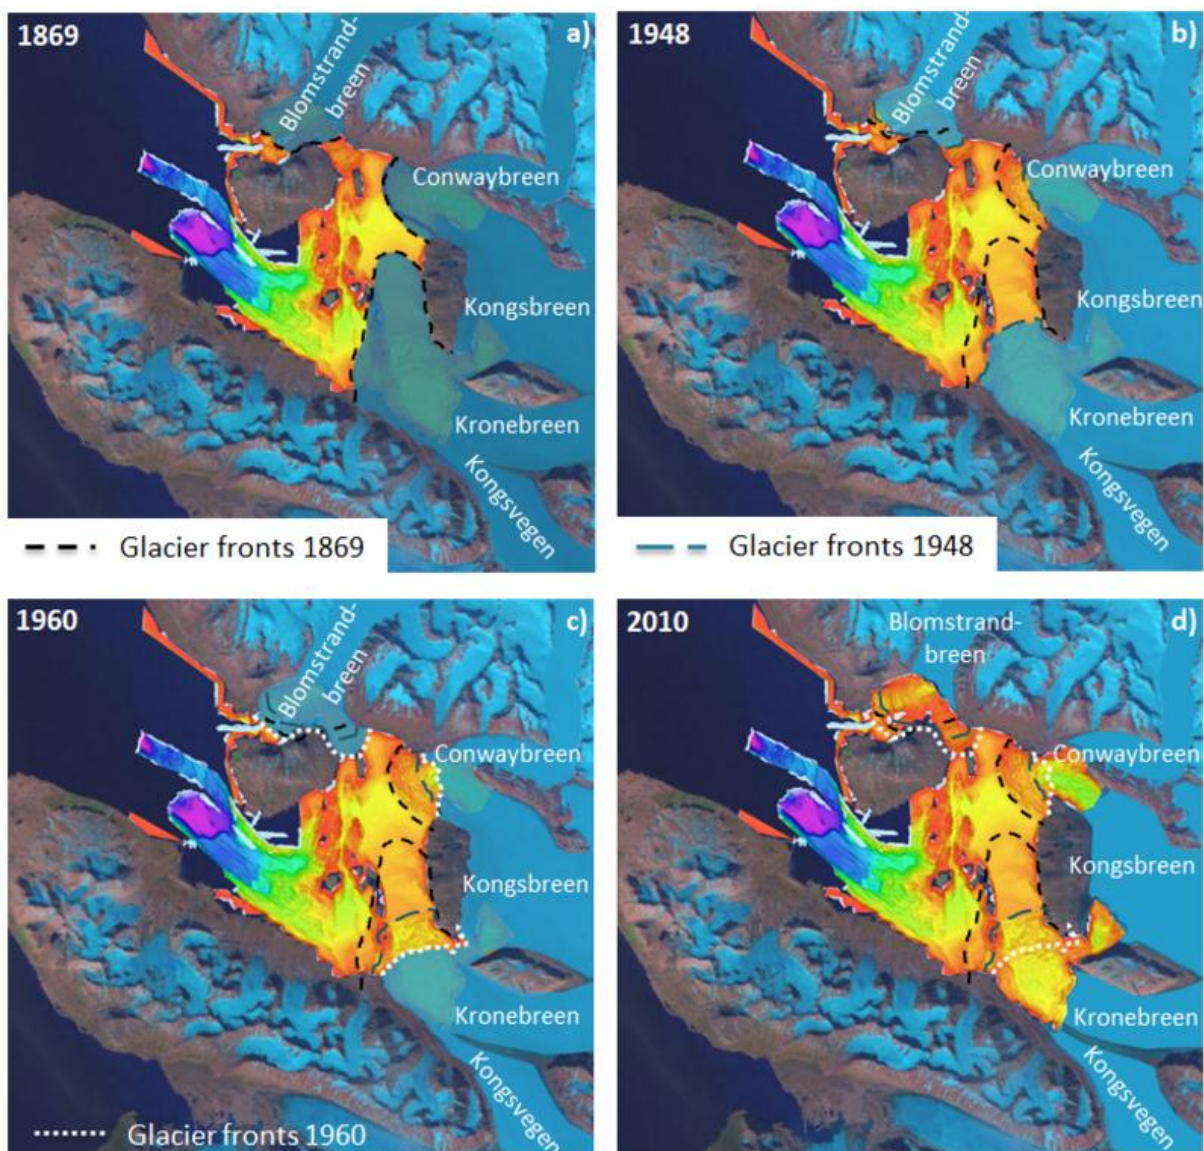 1869
a)
Blomstrand-
breen
Conwaybreen
Kongsbreen
Kronebreen
Kongsvegen
Glacier fronts 1869
1948
b)
Blomstrand-
breen
Conwaybreen
Kongsbreen
Kronebreen
Kongsvegen
Glacier fronts 1948
1960
c)
Blomstrand-
breen
Conwaybreen
Kongsbreen
Kronebreen
Kongsvegen
Glacier fronts 1960
2010
d)
Blomstrand-
breen
Conwaybreen
Kongsbreen
Kronebreen
Kongsvegen